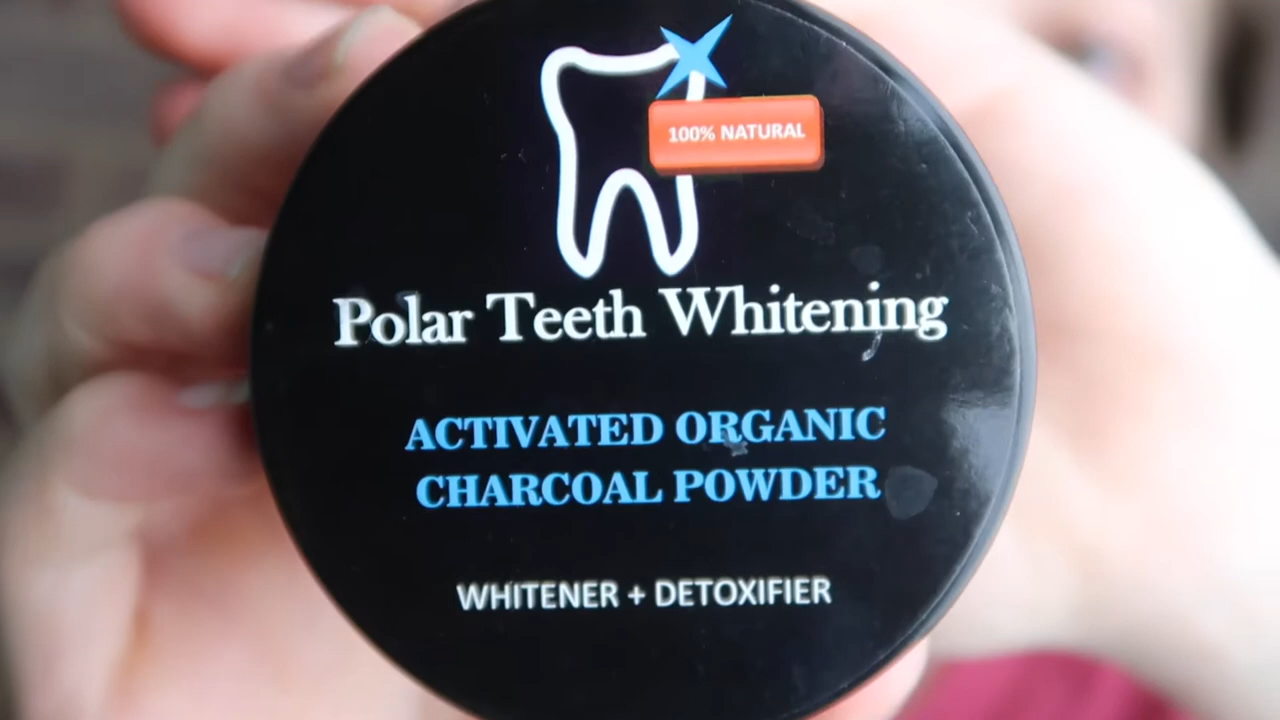 100% NATURAL
Polar Teeth Whitening
ACTIVATED ORGANIC
CHARCOAL POWDER
WHITENER + DETOXIFIER